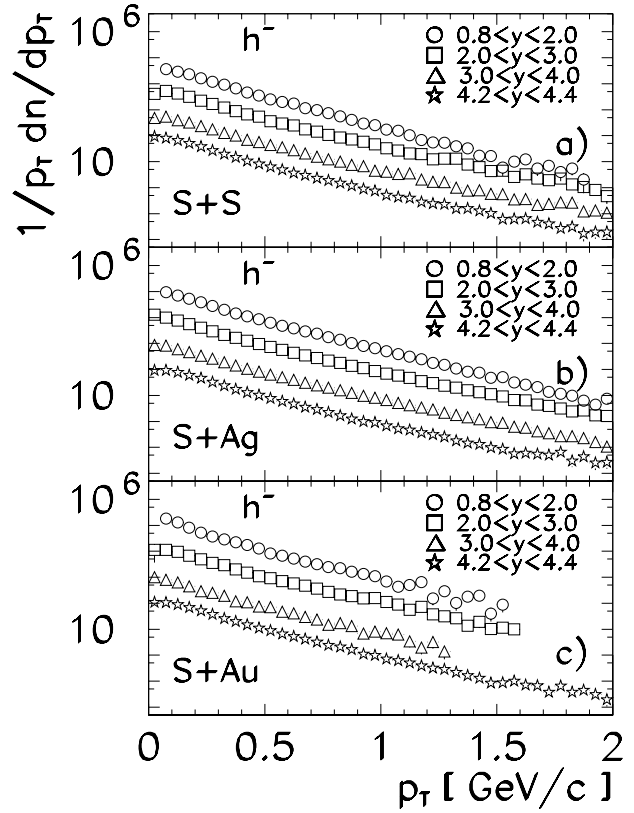 1/p_T dn/dp_T
10^6
h^-
○ 0.8<y<2.0
□ 2.0<y<3.0
△ 3.0<y<4.0
☆ 4.2<y<4.4
a)
10
S+S
10^6
h^-
○ 0.8<y<2.0
□ 2.0<y<3.0
△ 3.0<y<4.0
☆ 4.2<y<4.4
b)
10
S+Ag
10^6
h^-
○ 0.8<y<2.0
□ 2.0<y<3.0
△ 3.0<y<4.0
☆ 4.2<y<4.4
10
c)
S+Au
0 0.5 1 1.5 2
p_T [ GeV/c ]